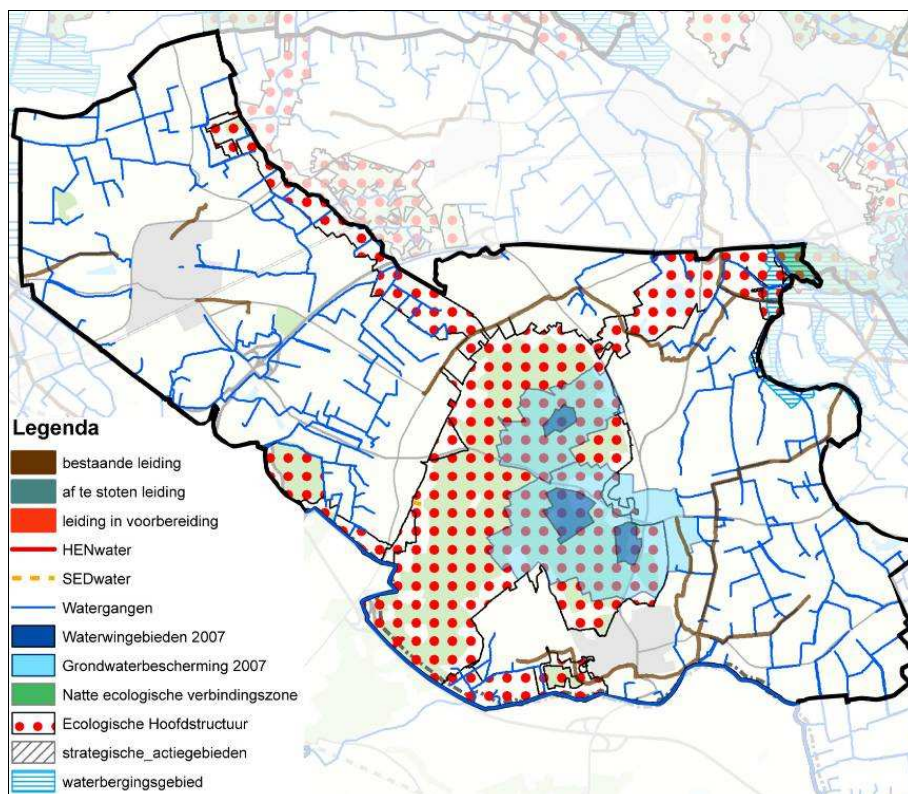 Legenda
bestaande leiding
af te stoten leiding
leiding in voorbereiding
HENwater
SEDwater
Watergangen
Waterwingebieden 2007
Grondwaterbescherming 2007
Natte ecologische verbindingszone
Ecologische Hoofdstructuur
strategische_actiegebieden
waterbergingsgebied